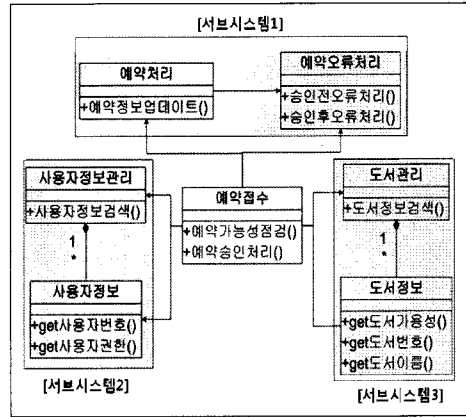 [서브시스템1]
예약처리
+예약정보업데이트()
예약오류처리
+승인전오류처리()
+승인후오류처리()
사용자정보관리
+사용자정보검색()
1
*
사용자정보
+get사용자번호()
+get사용자권한()
[서브시스템2]
예약접수
+예약가능성점검()
+예약승인처리()
도서관리
+도서정보검색()
1
*
도서정보
+get도서가용성()
+get도서번호()
+get도서이름()
[서브시스템3]